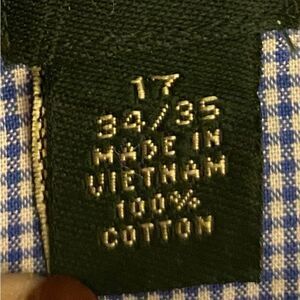 17
34/35
MADE IN
VIETNAM
100%
COTTON